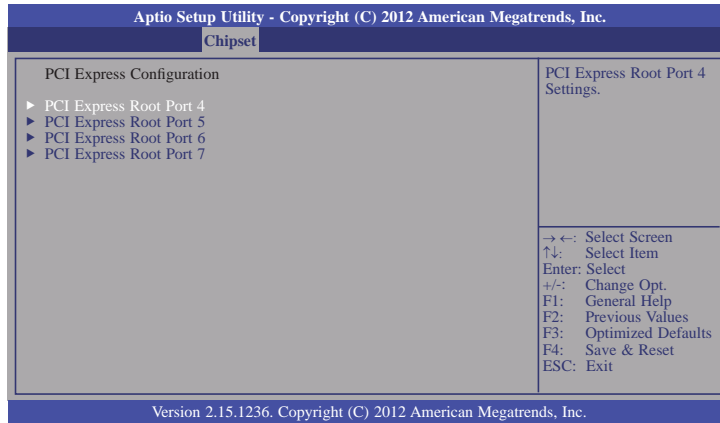 Aptio Setup Utility - Copyright (C) 2012 American Megatrends, Inc.
Chipset
PCI Express Configuration
► PCI Express Root Port 4
► PCI Express Root Port 5
► PCI Express Root Port 6
► PCI Express Root Port 7
PCI Express Root Port 4
Settings.
→←: Select Screen
↑↓: Select Item
Enter: Select
+/-: Change Opt.
F1: General Help
F2: Previous Values
F3: Optimized Defaults
F4: Save & Reset
ESC: Exit
Version 2.15.1236. Copyright (C) 2012 American Megatrends, Inc.